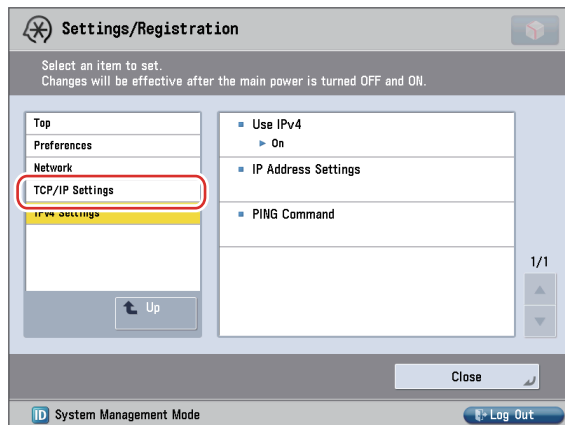 Settings/Registration
Select an item to set.
Changes will be effective after the main power is turned OFF and ON.
Top
Preferences
Network
TCP/IP Settings
IPv4 Settings
Up
Use IPv4
► On
IP Address Settings
PING Command
1/1
Close
ID System Management Mode
Log Out